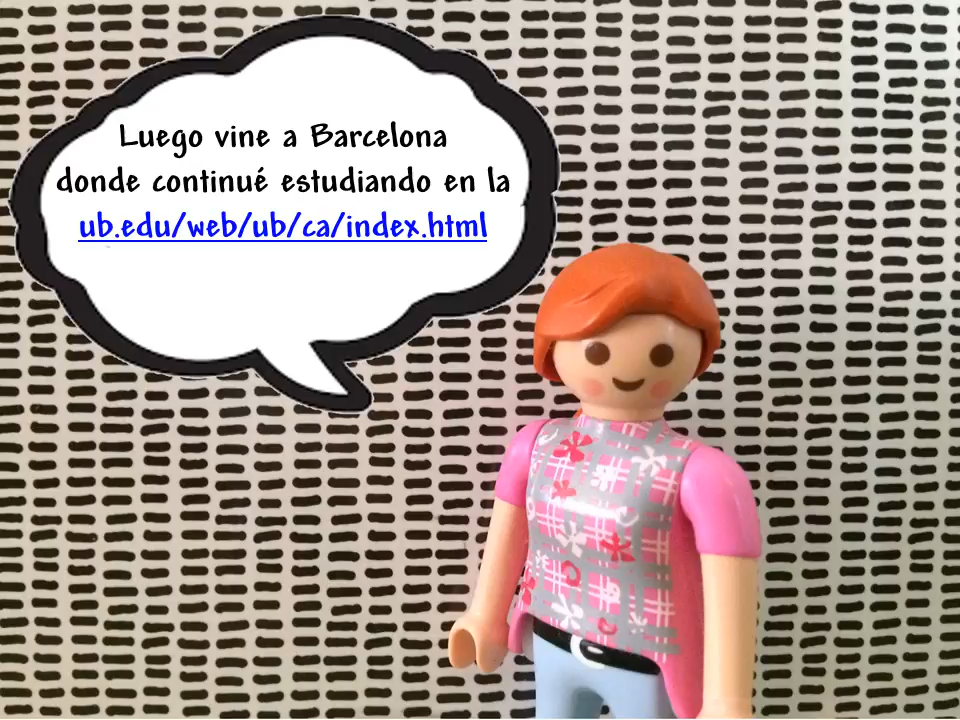 Luego vine a Barcelona
donde continué estudiando en la
ub.edu/web/ub/ca/index.html